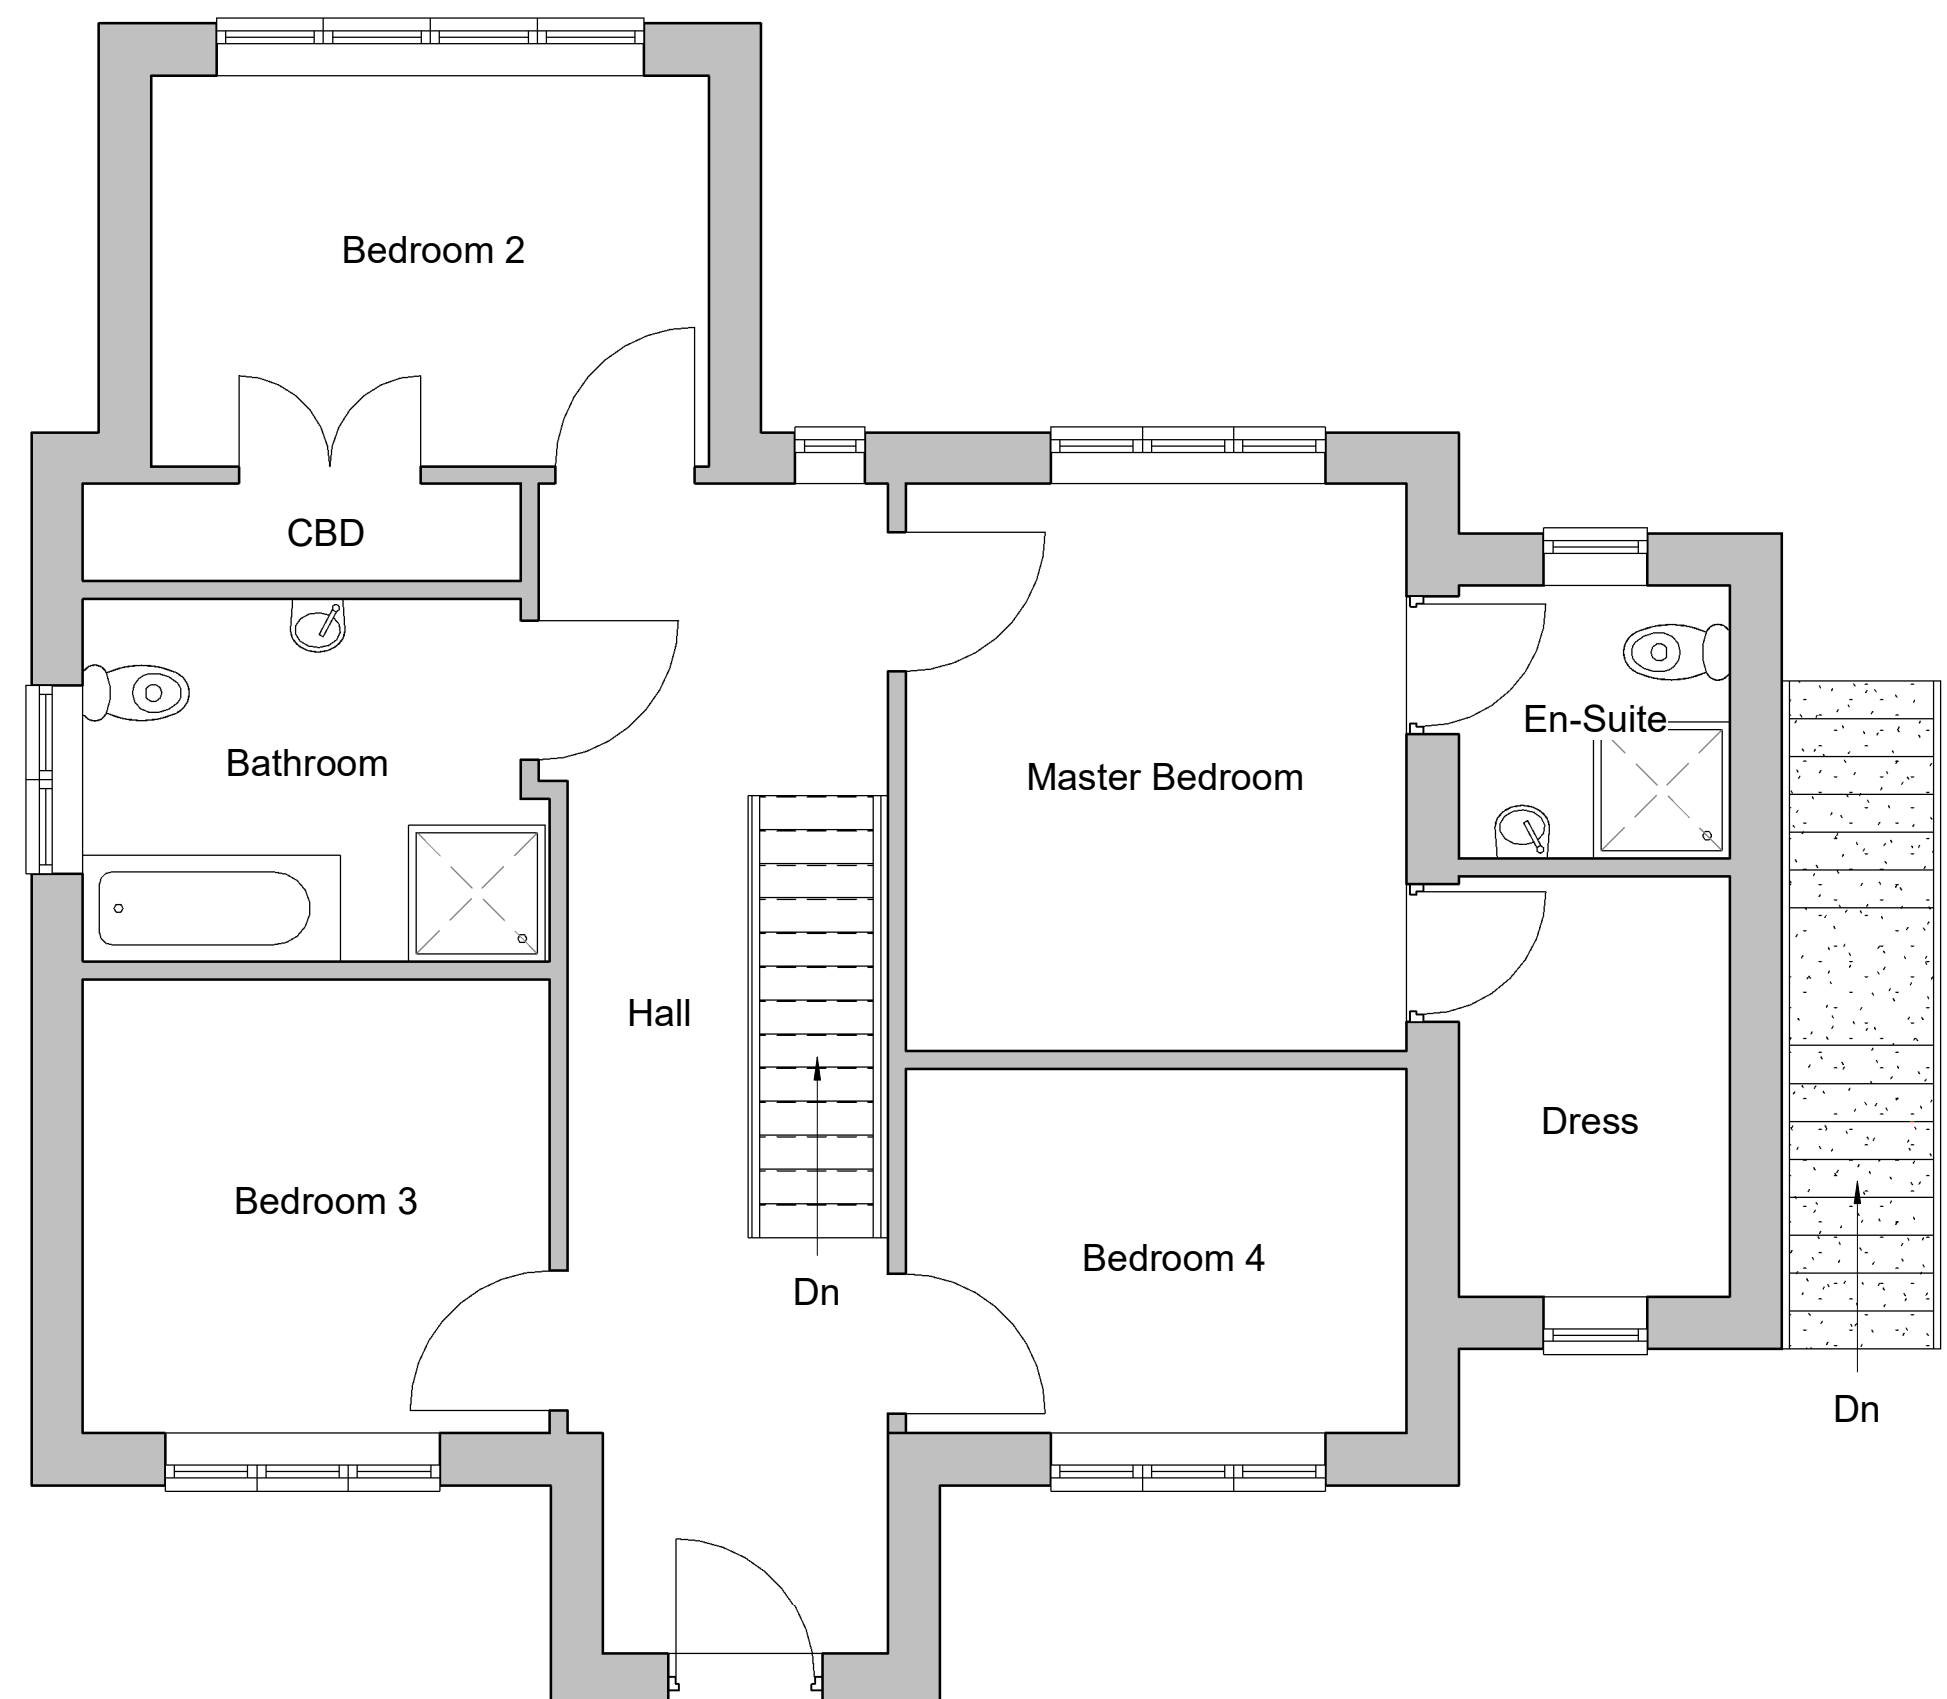 Bedroom 2
CBD
En-Suite
Bathroom
Master Bedroom
Hall
Dress
Bedroom 3
Bedroom 4
Dn
Dn